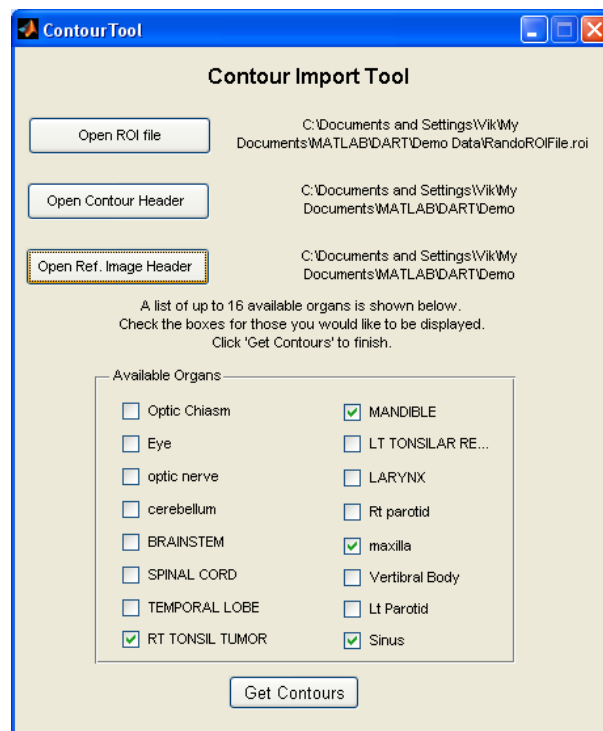 ContourTool
Contour Import Tool
Open ROI file
C:\Documents and Settings\Vik\My
Documents\MATLAB\DART\Demo Data\RandoROIFile.roi
Open Contour Header
C:\Documents and Settings\Vik\My
Documents\MATLAB\DART\Demo
Open Ref. Image Header
C:\Documents and Settings\Vik\My
Documents\MATLAB\DART\Demo
A list of up to 16 available organs is shown below.
Check the boxes for those you would like to be displayed.
Click 'Get Contours' to finish.
Available Organs
Optic Chiasm
Eye
optic nerve
cerebellum
BRAINSTEM
SPINAL CORD
TEMPORAL LOBE
RT TONSIL TUMOR
MANDIBLE
LT TONSILAR RE...
LARYNX
Rt parotid
maxilla
Vertibral Body
Lt Parotid
Sinus
Get Contours